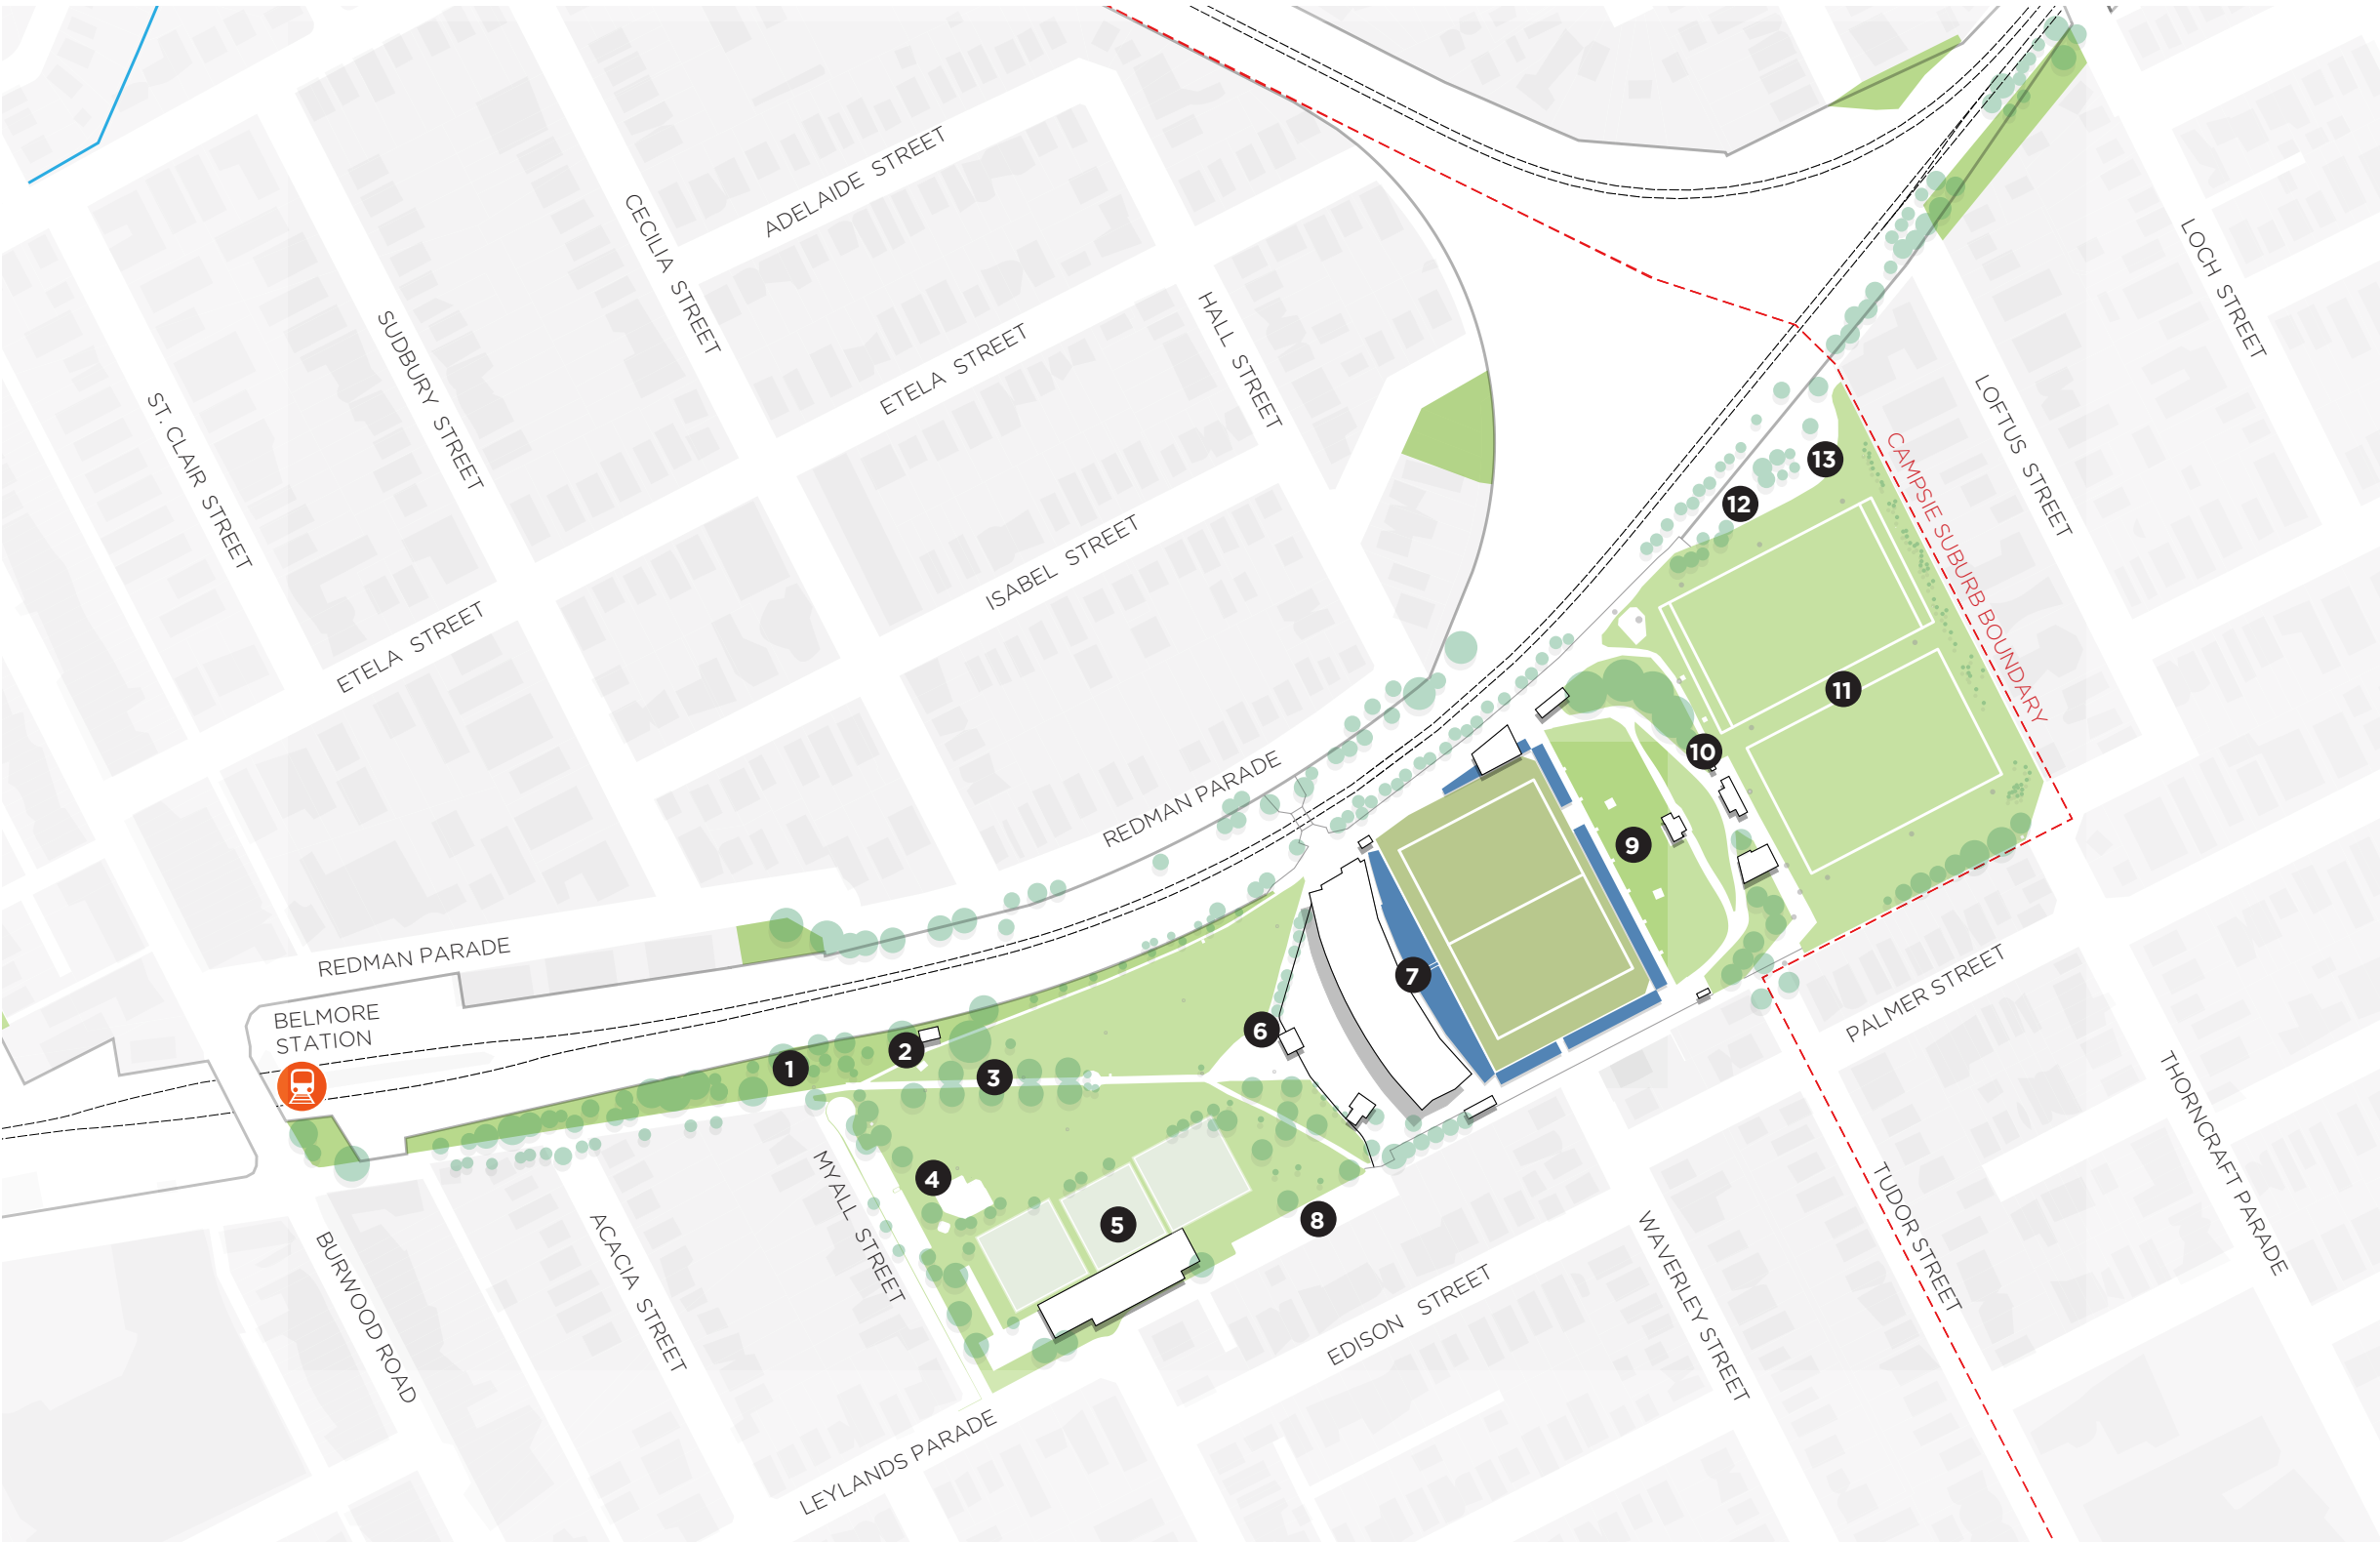 ADELAIDE STREET
CECILIA STREET
LOCH STREET
HALL STREET
SUDBURY STREET
ETELA STREET
LOFTUS STREET
ST. CLAIR STREET
CAMPSIE SUBURB BOUNDARY
13
12
ISABEL STREET
ETELA STREET
11
10
REDMAN PARADE
9
REDMAN PARADE
7
BELMORE
STATION
6
PALMER STREET
2
1
3
THORNCRAFT PARADE
MYALL STREET
4
TUDOR STREET
5
8
ACACIA STREET
WAVERLEY STREET
BURWOOD ROAD
EDISON STREET
LEYLANDS PARADE